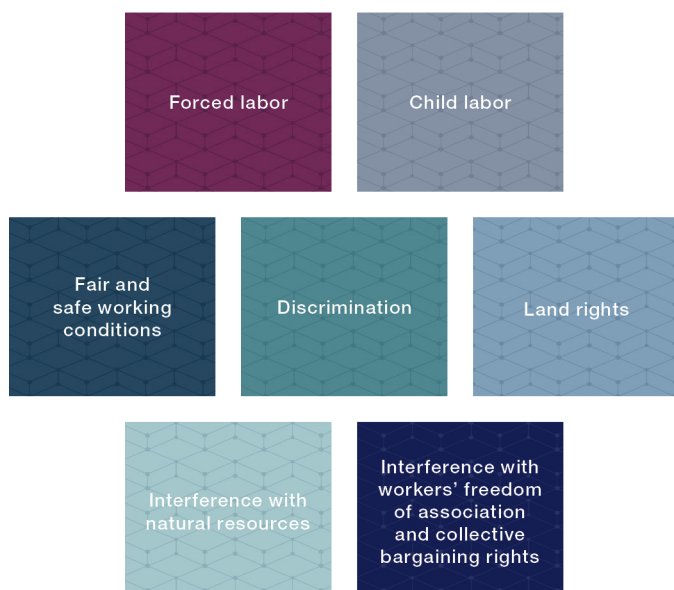 Forced labor
Child labor
Fair and
safe working
conditions
Discrimination
Land rights
Interference with
natural resources
Interference with
workers’ freedom
of association
and collective
bargaining rights